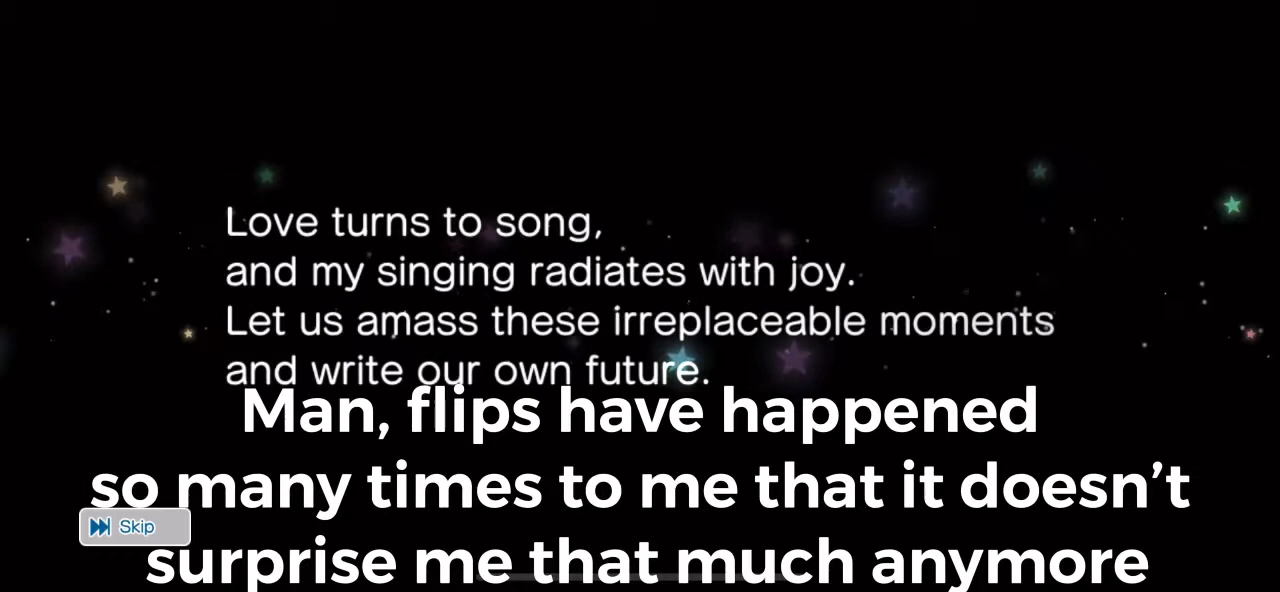 Love turns to song,
and my singing radiates with joy.
Let us amass these irreplaceable moments
and write our own future.
Man, flips have happened
so many times to me that it doesn’t
Skip
surprise me that much anymore